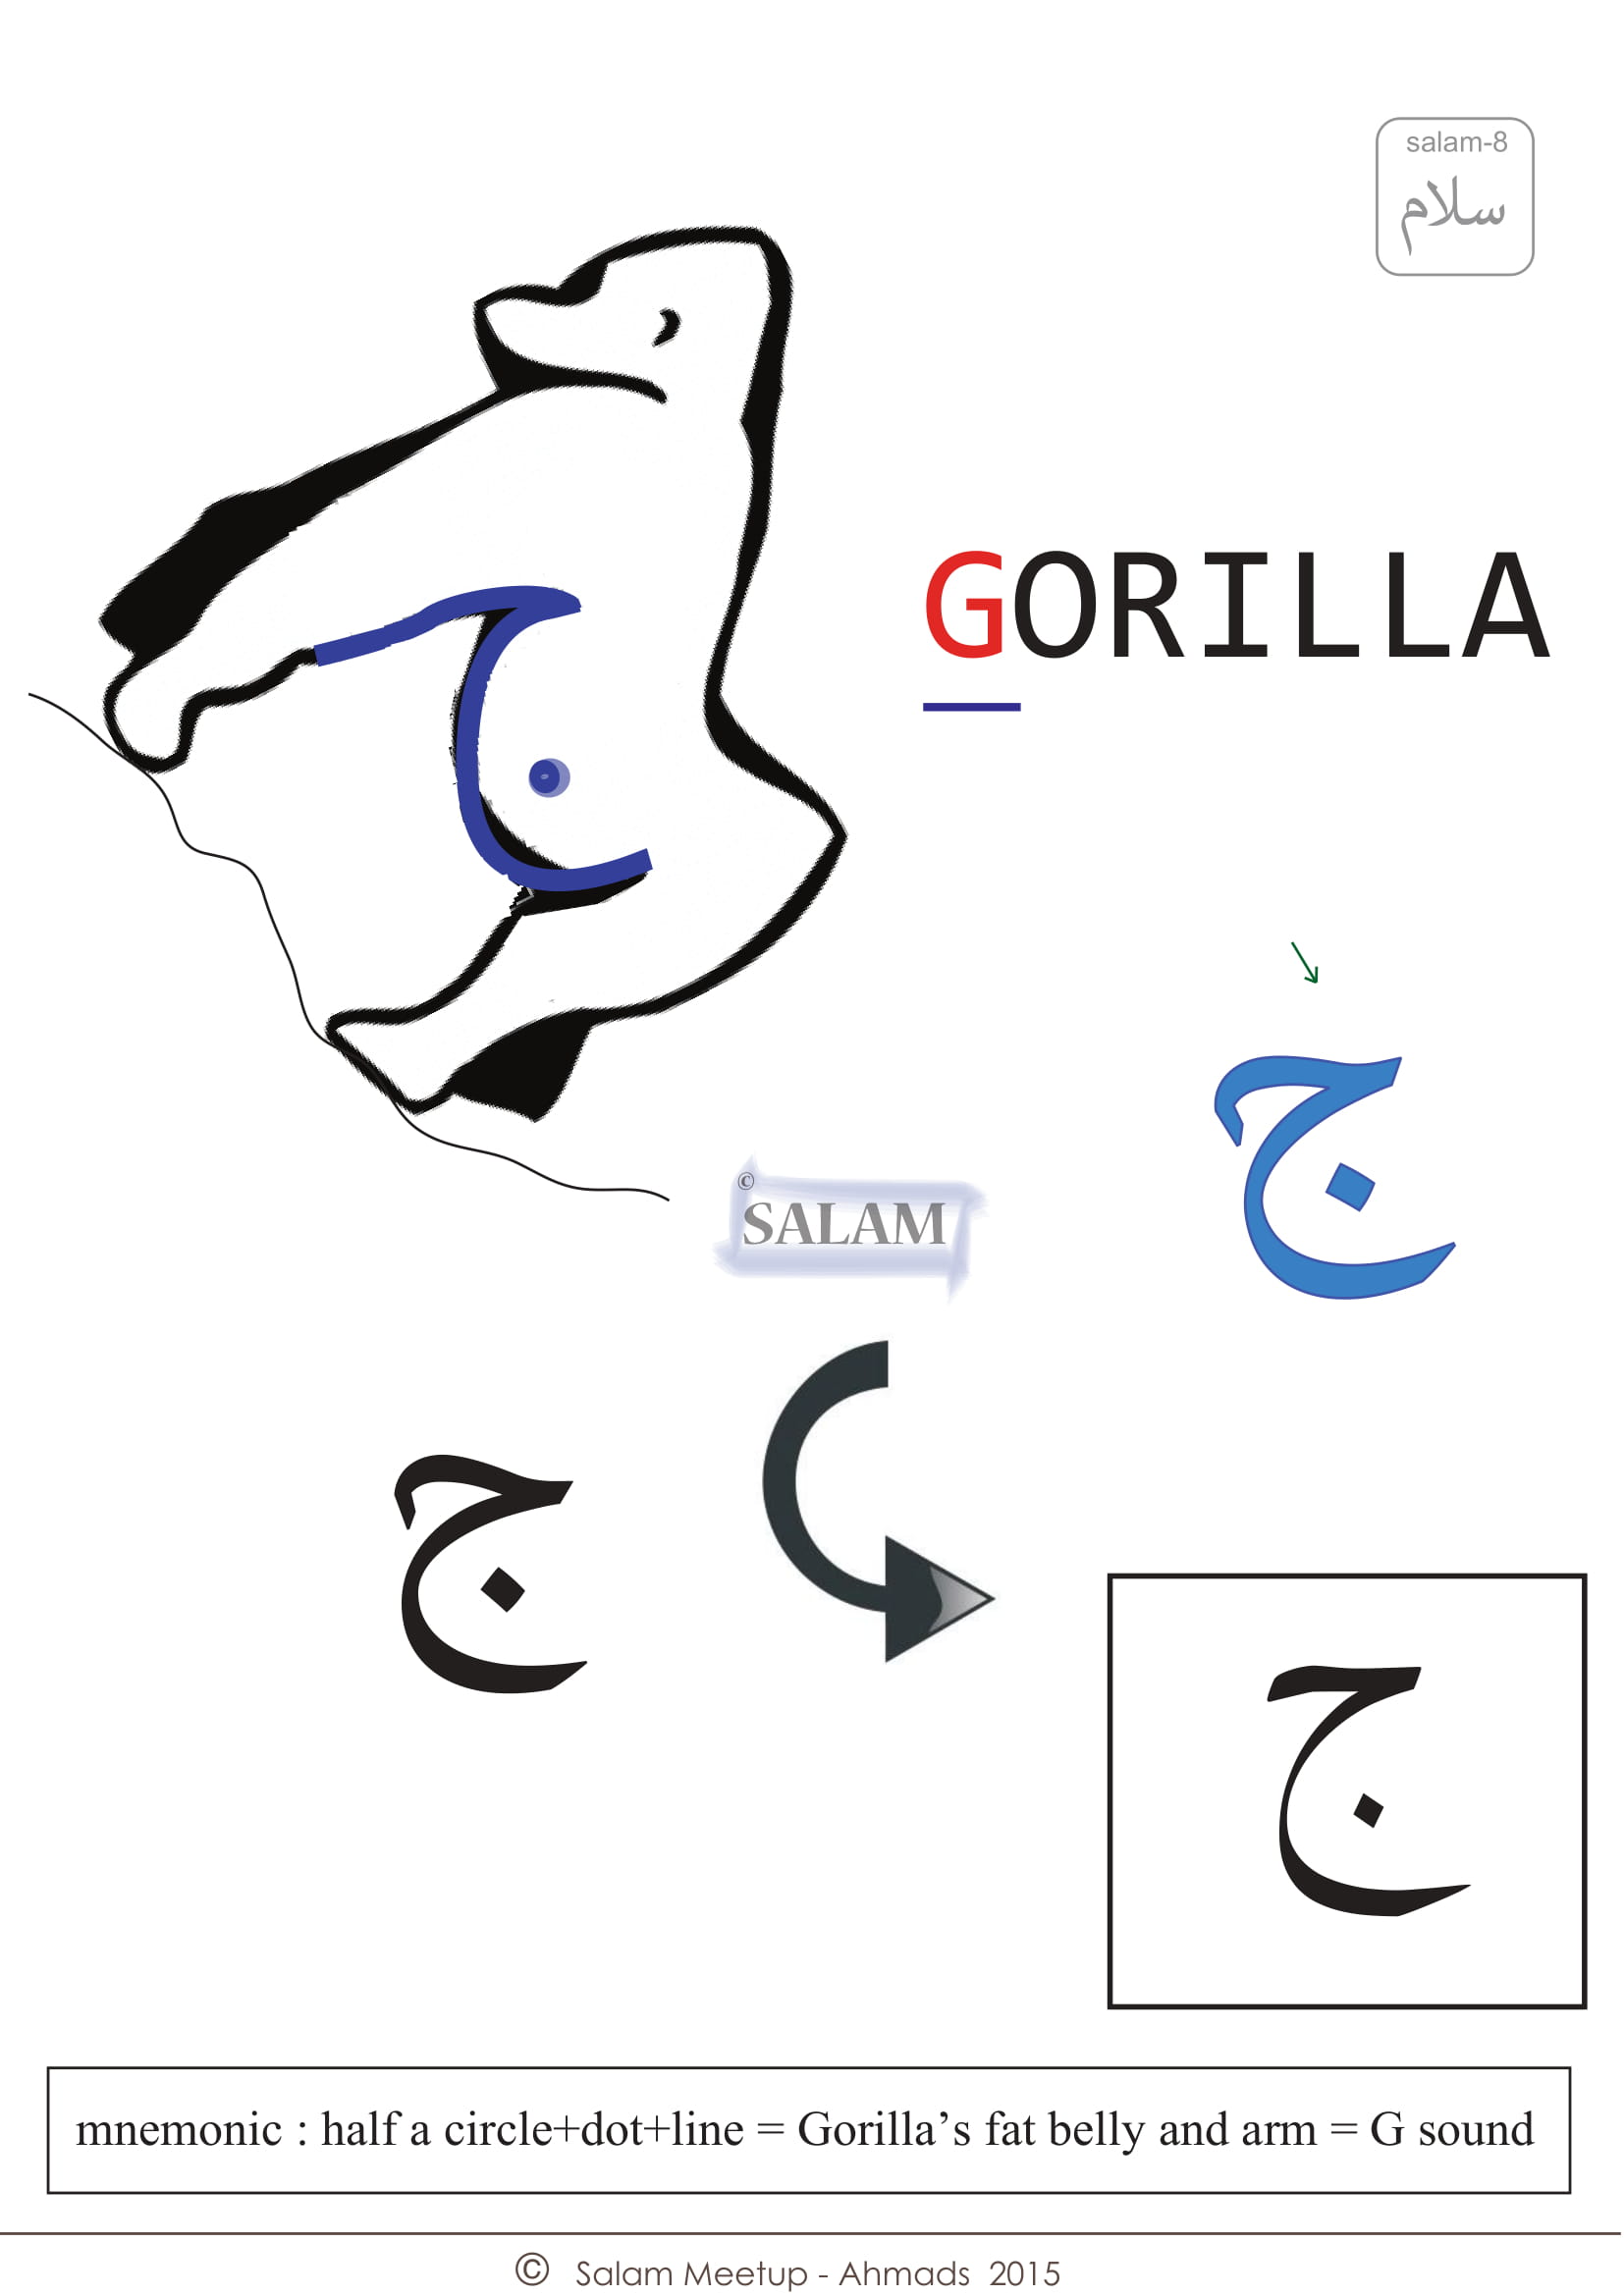 salam-8
سلام
GORILLA
ج
© SALAM
ج
ج
mnemonic : half a circle+dot+line = Gorilla’s fat belly and arm = G sound
© Salam Meetup - Ahmads 2015